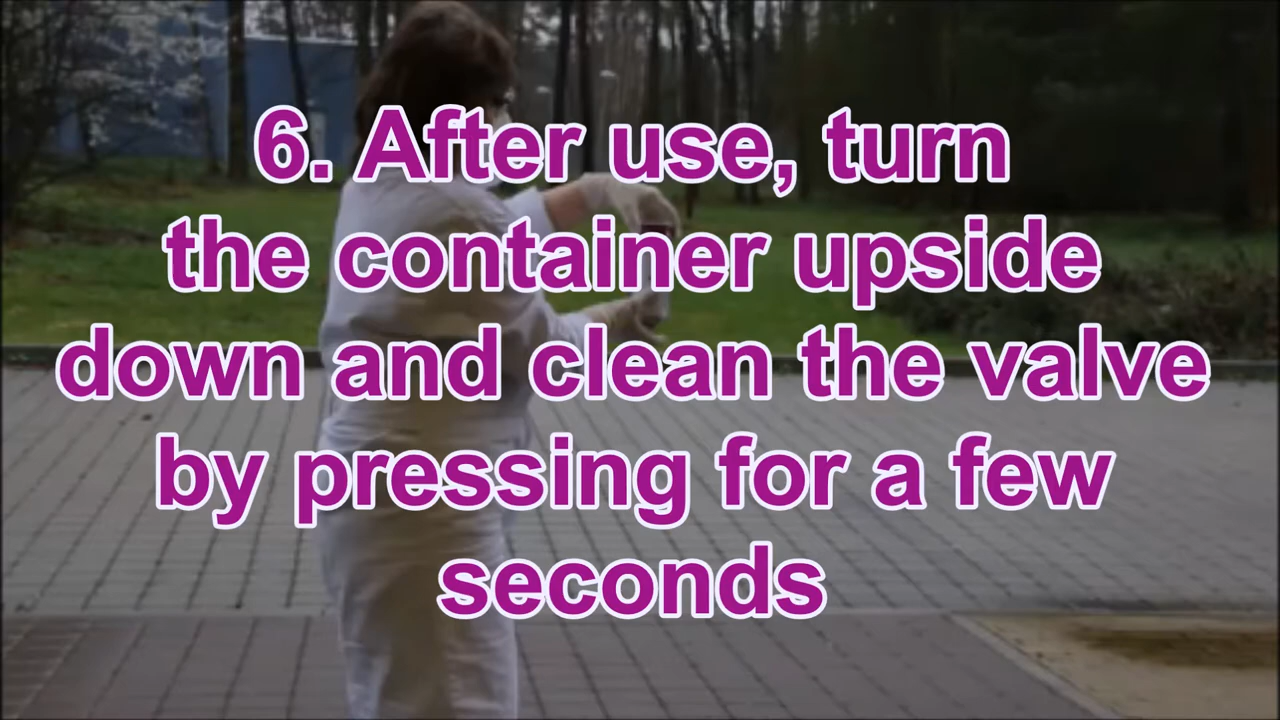 6. After use, turn
the container upside
down and clean the valve
by pressing for a few
seconds